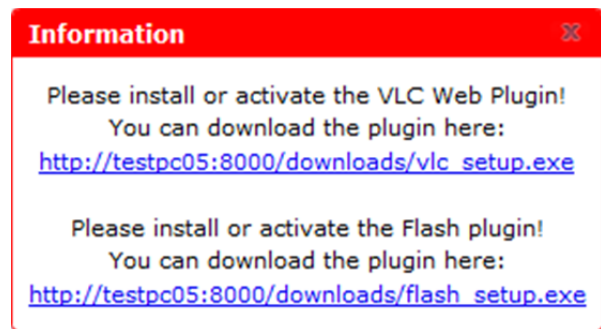 Information
Please install or activate the VLC Web Plugin!
You can download the plugin here:
http://testpc05:8000/downloads/vlc_setup.exe
Please install or activate the Flash plugin!
You can download the plugin here:
http://testpc05:8000/downloads/flash_setup.exe